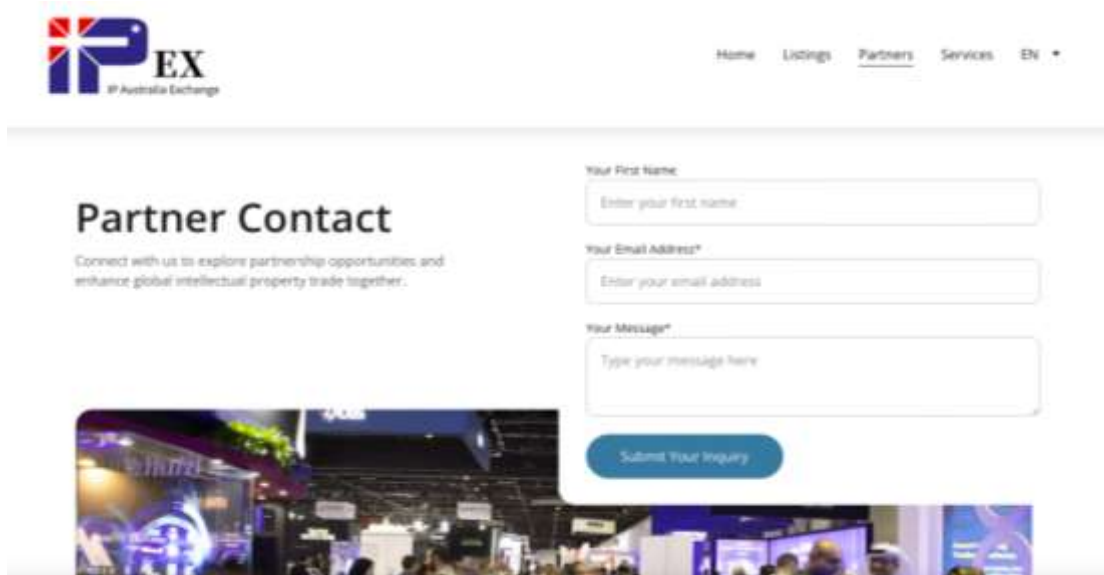 iP EX
IP Australia Exchange
Home Listings Partners Services EN
Partner Contact
Connect with us to explore partnership opportunities and
enhance global intellectual property trade together.
Your First Name
Enter your first name
Your Email Address*
Enter your email address
Your Message*
Type your message here
Submit Your Inquiry